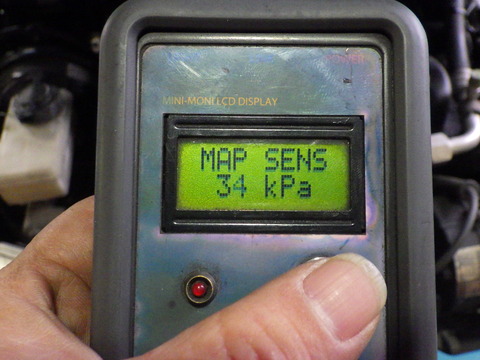 MINI-MONI LCD DISPLAY
MAP SENS
34 kPa